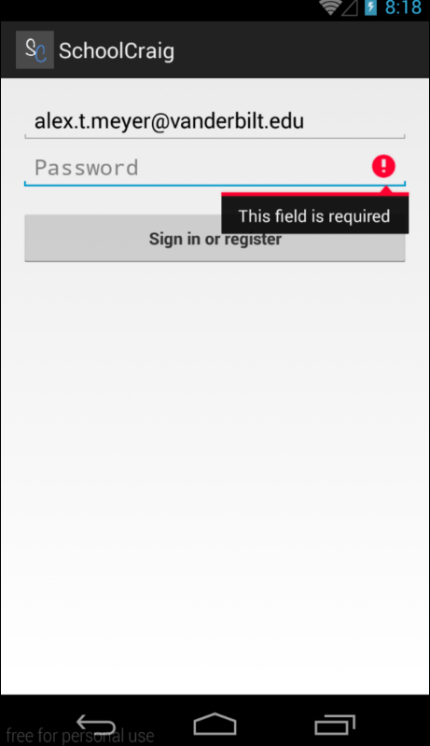 8:18
SC SchoolCraig
alex.t.meyer@vanderbilt.edu
Password
This field is required
Sign in or register
free for personal use